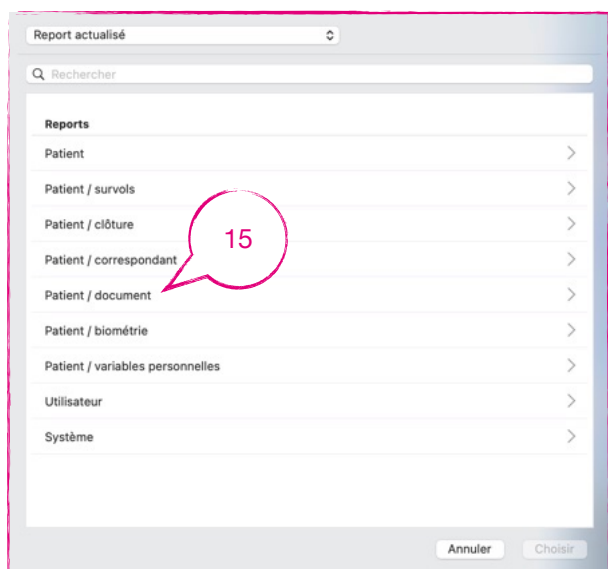 Report actualisé
Rechercher
Reports
Patient
Patient / survols
Patient / clôture
15
Patient / correspondant
Patient / document
Patient / biométrie
Patient / variables personnelles
Utilisateur
Système
Annuler
Choisir